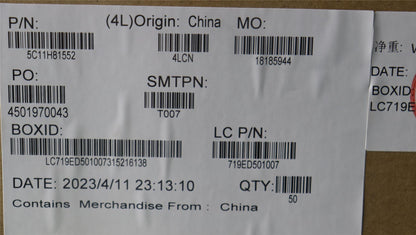 P/N: (4L)Origin: China MO:
5C11H81552 4LCN 18185944
PO: SMTPN:
4501970043 T007
BOXID: LC P/N:
LC719ED501007315216138 719ED501007
DATE: 2023/4/11 23:13:10 QTY:
50
Contains Merchandise From : China
净重:
DATE:
BOXID
LC719E